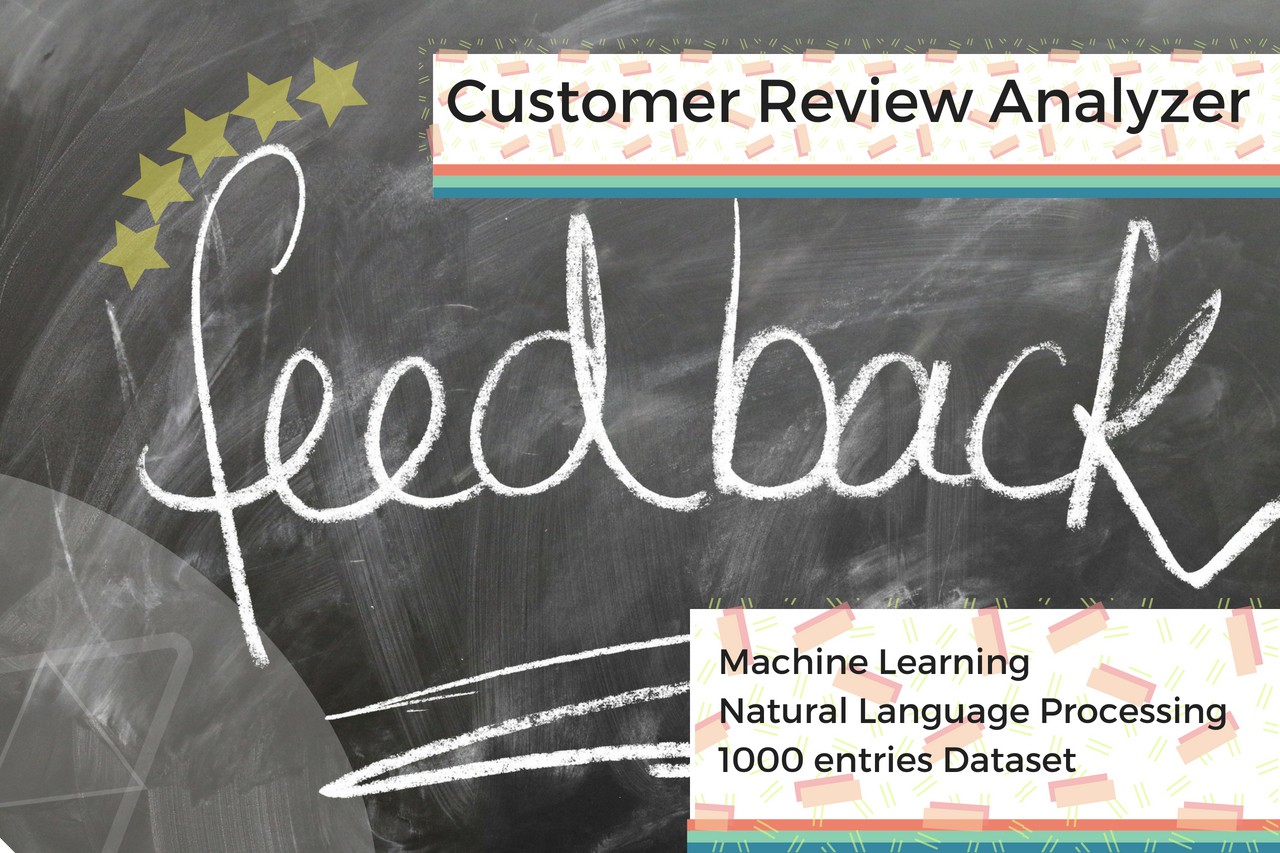 Customer Review Analyzer
feedback
Machine Learning
Natural Language Processing
1000 entries Dataset